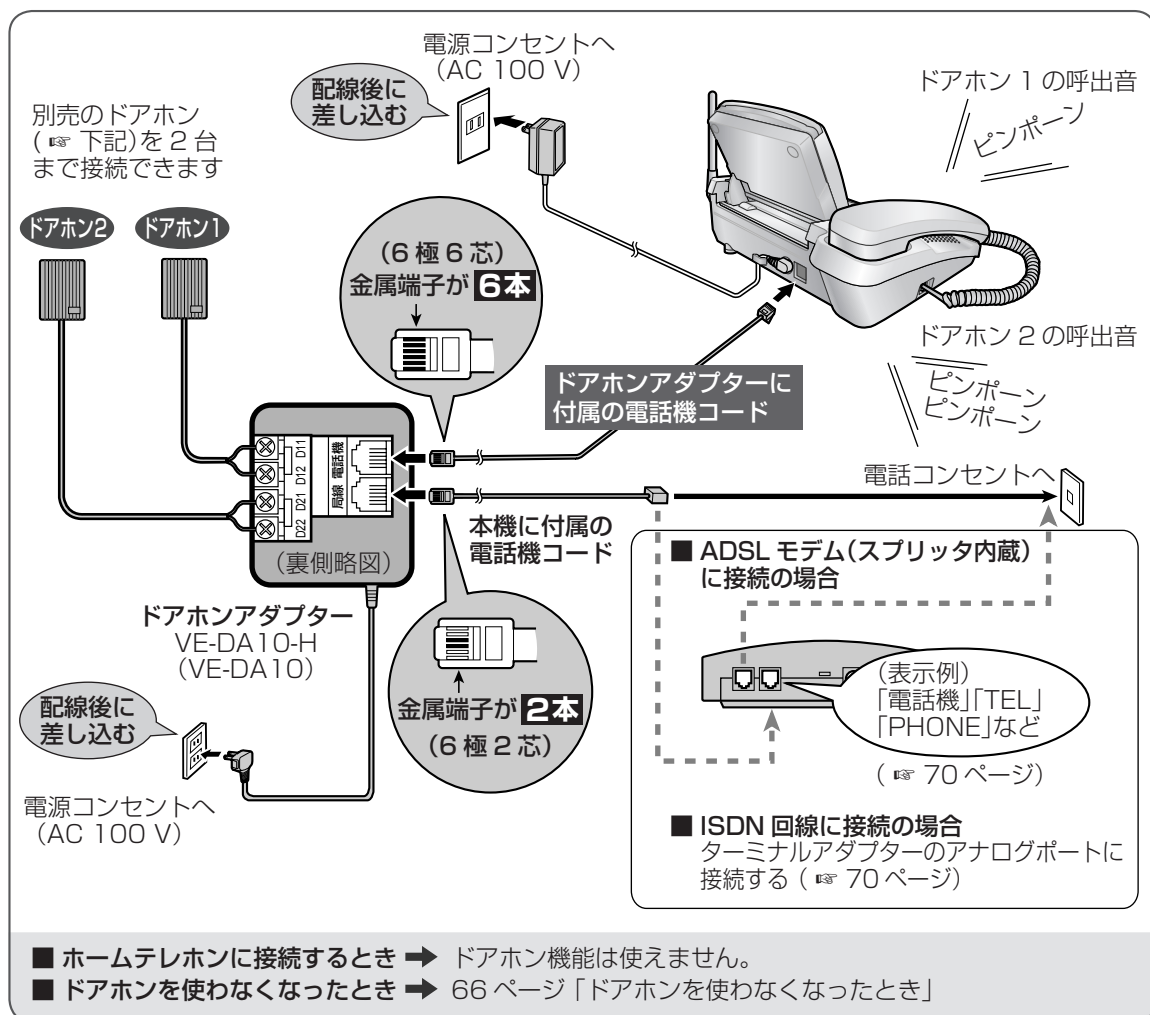 電源コンセントへ
（AC 100 V）
配線後に
差し込む
ドアホン 1 の呼出音
ピンポーン
別売のドアホン
(☞ 下記)を 2 台
まで接続できます
ドアホン2
ドアホン1
（6 極 6 芯）
金属端子が 6本
ドアホン 2 の呼出音
ピンポーン
ピンポーン
ドアホンアダプターに
付属の電話機コード
D11
D12
D21
D22
電話機
局線
（裏側略図）
電話コンセントへ
本機に付属の
電話機コード
ドアホンアダプター
VE-DA10-H
（VE-DA10）
金属端子が 2本
（6 極 2 芯）
配線後に
差し込む
電源コンセントへ
（AC 100 V）
■ ADSL モデム（スプリッタ内蔵）
に接続の場合
（表示例）
「電話機」「TEL」
「PHONE」など
（☞ 70 ページ）
■ ISDN 回線に接続の場合
ターミナルアダプターのアナログポートに
接続する（☞ 70 ページ）
■ ホームテレホンに接続するとき ➡ ドアホン機能は使えません。
■ ドアホンを使わなくなったとき ➡ 66 ページ「ドアホンを使わなくなったとき」